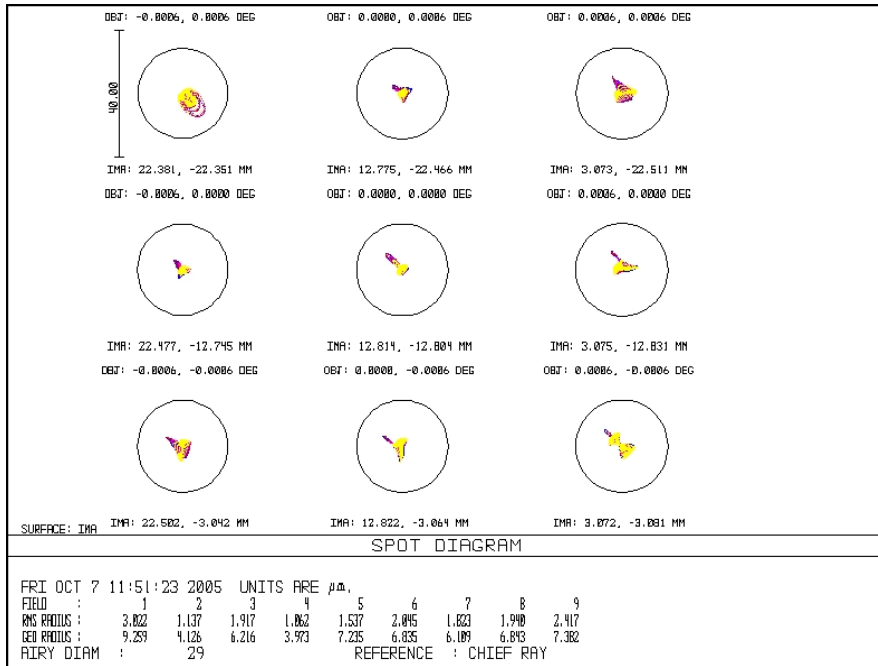 OBJ: -0.0006, 0.0006 DEG
OBJ: 0.0000, 0.0006 DEG
OBJ: 0.0006, 0.0006 DEG
40.00
IMA: 22.381, -22.351 MM
IMA: 12.775, -22.466 MM
IMA: 3.073, -22.511 MM
OBJ: -0.0006, 0.0000 DEG
OBJ: 0.0000, 0.0000 DEG
OBJ: 0.0006, 0.0000 DEG
IMA: 22.477, -12.745 MM
IMA: 12.814, -12.804 MM
IMA: 3.075, -12.831 MM
OBJ: -0.0006, -0.0006 DEG
OBJ: 0.0000, -0.0006 DEG
OBJ: 0.0006, -0.0006 DEG
SURFACE: IMA
IMA: 22.502, -3.042 MM
IMA: 12.822, -3.064 MM
IMA: 3.072, -3.081 MM
SPOT DIAGRAM
FRI OCT 7 11:51:23 2005 UNITS ARE µm.
FIELD : 1 2 3 4 5 6 7 8 9
RMS RADIUS : 3.022 1.137 1.917 1.062 1.537 2.045 1.823 1.940 2.417
GEO RADIUS : 9.259 4.126 6.216 3.973 7.235 6.835 6.109 6.843 7.382
AIRY DIAM : 29 REFERENCE : CHIEF RAY